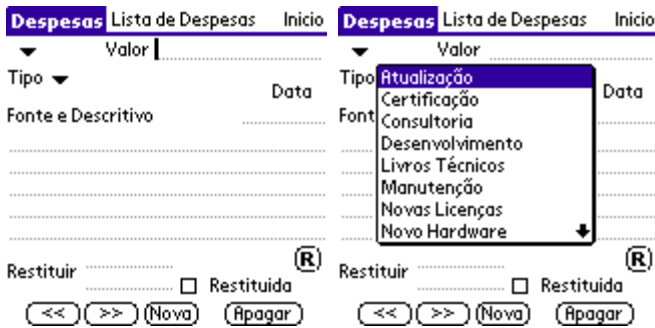 Despesas Lista de Despesas Inicio
Valor
Tipo
Data
Fonte e Descritivo
R
Restituir
Restituida
<< >> Nova Apagar
Despesas Lista de Despesas Inicio
Valor
Tipo
Data
Font
Atualização
Certificação
Consultoria
Desenvolvimento
Livros Técnicos
Manutenção
Novas Licenças
Novo Hardware
R
Restituir
Restituida
<< >> Nova Apagar